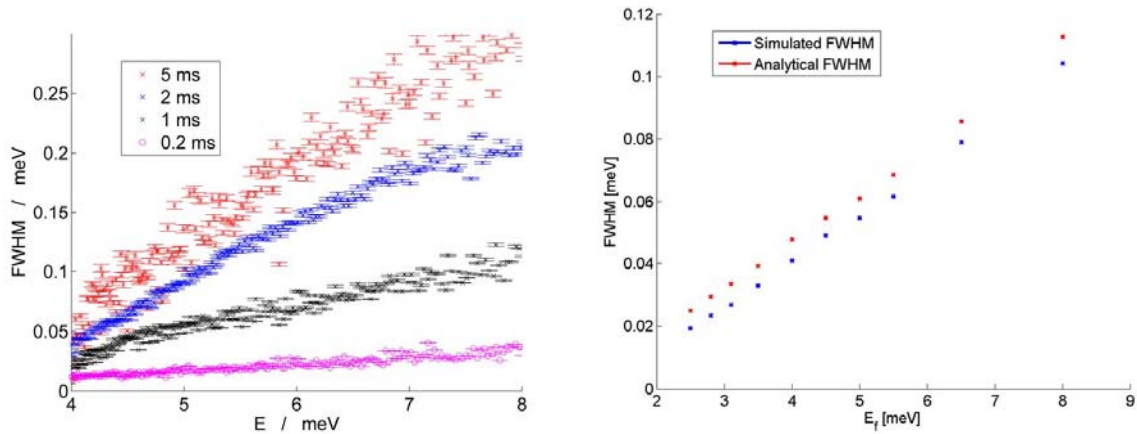 FWHM / meV
0.25
0.2
0.15
0.1
0.05
0
5 ms
2 ms
1 ms
0.2 ms
4 5 6 7 8
E / meV
FWHM [meV]
0.12
0.1
0.08
0.06
0.04
0.02
0
Simulated FWHM
Analytical FWHM
2 3 4 5 6 7 8 9
E_f [meV]